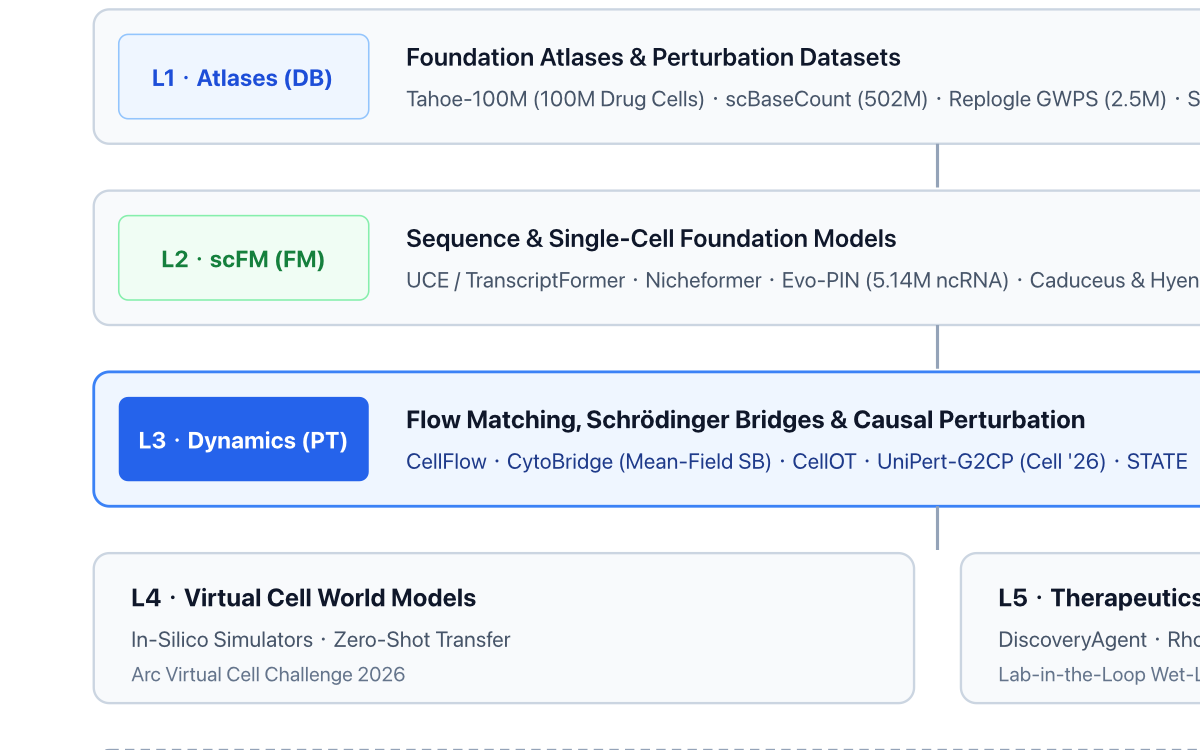 L1 · Atlases (DB)
Foundation Atlases & Perturbation Datasets
Tahoe-100M (100M Drug Cells) · scBaseCount (502M) · Replogle GWPS (2.5M) · S
L2 · scFM (FM)
Sequence & Single-Cell Foundation Models
UCE / TranscriptFormer · Nicheformer · Evo-PIN (5.14M ncRNA) · Caduceus & Hyen
L3 · Dynamics (PT)
Flow Matching, Schrödinger Bridges & Causal Perturbation
CellFlow · CytoBridge (Mean-Field SB) · CellOT · UniPert-G2CP (Cell '26) · STATE
L4 · Virtual Cell World Models
In-Silico Simulators · Zero-Shot Transfer
Arc Virtual Cell Challenge 2026
L5 · Therapeutics
DiscoveryAgent · Rho
Lab-in-the-Loop Wet-L